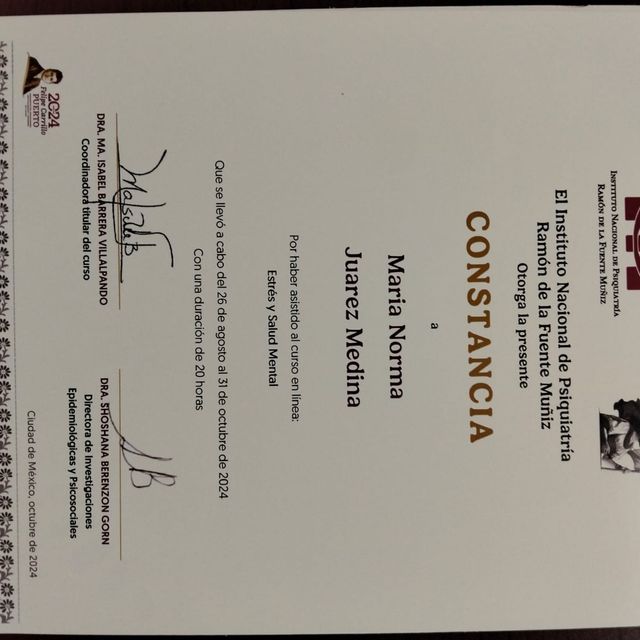 INSTITUTO NACIONAL DE PSIQUIATRÍA
RAMÓN DE LA FUENTE MUÑIZ
El Instituto Nacional de Psiquiatría
Ramón de la Fuente Muñiz
Otorga la presente
CONSTANCIA
a
Maria Norma
Juarez Medina
Por haber asistido al curso en línea:
Estrés y Salud Mental
Que se llevó a cabo del 26 de agosto al 31 de octubre de 2024
Con una duración de 20 horas
DRA. MA. ISABEL BARRERA VILLALPANDO
Coordinadora titular del curso
DRA. SHOSHANA BERENZON GORN
Directora de Investigaciones
Epidemiológicas y Psicosociales
Ciudad de México, octubre de 2024
2024
Felipe Carrillo
PUERTO